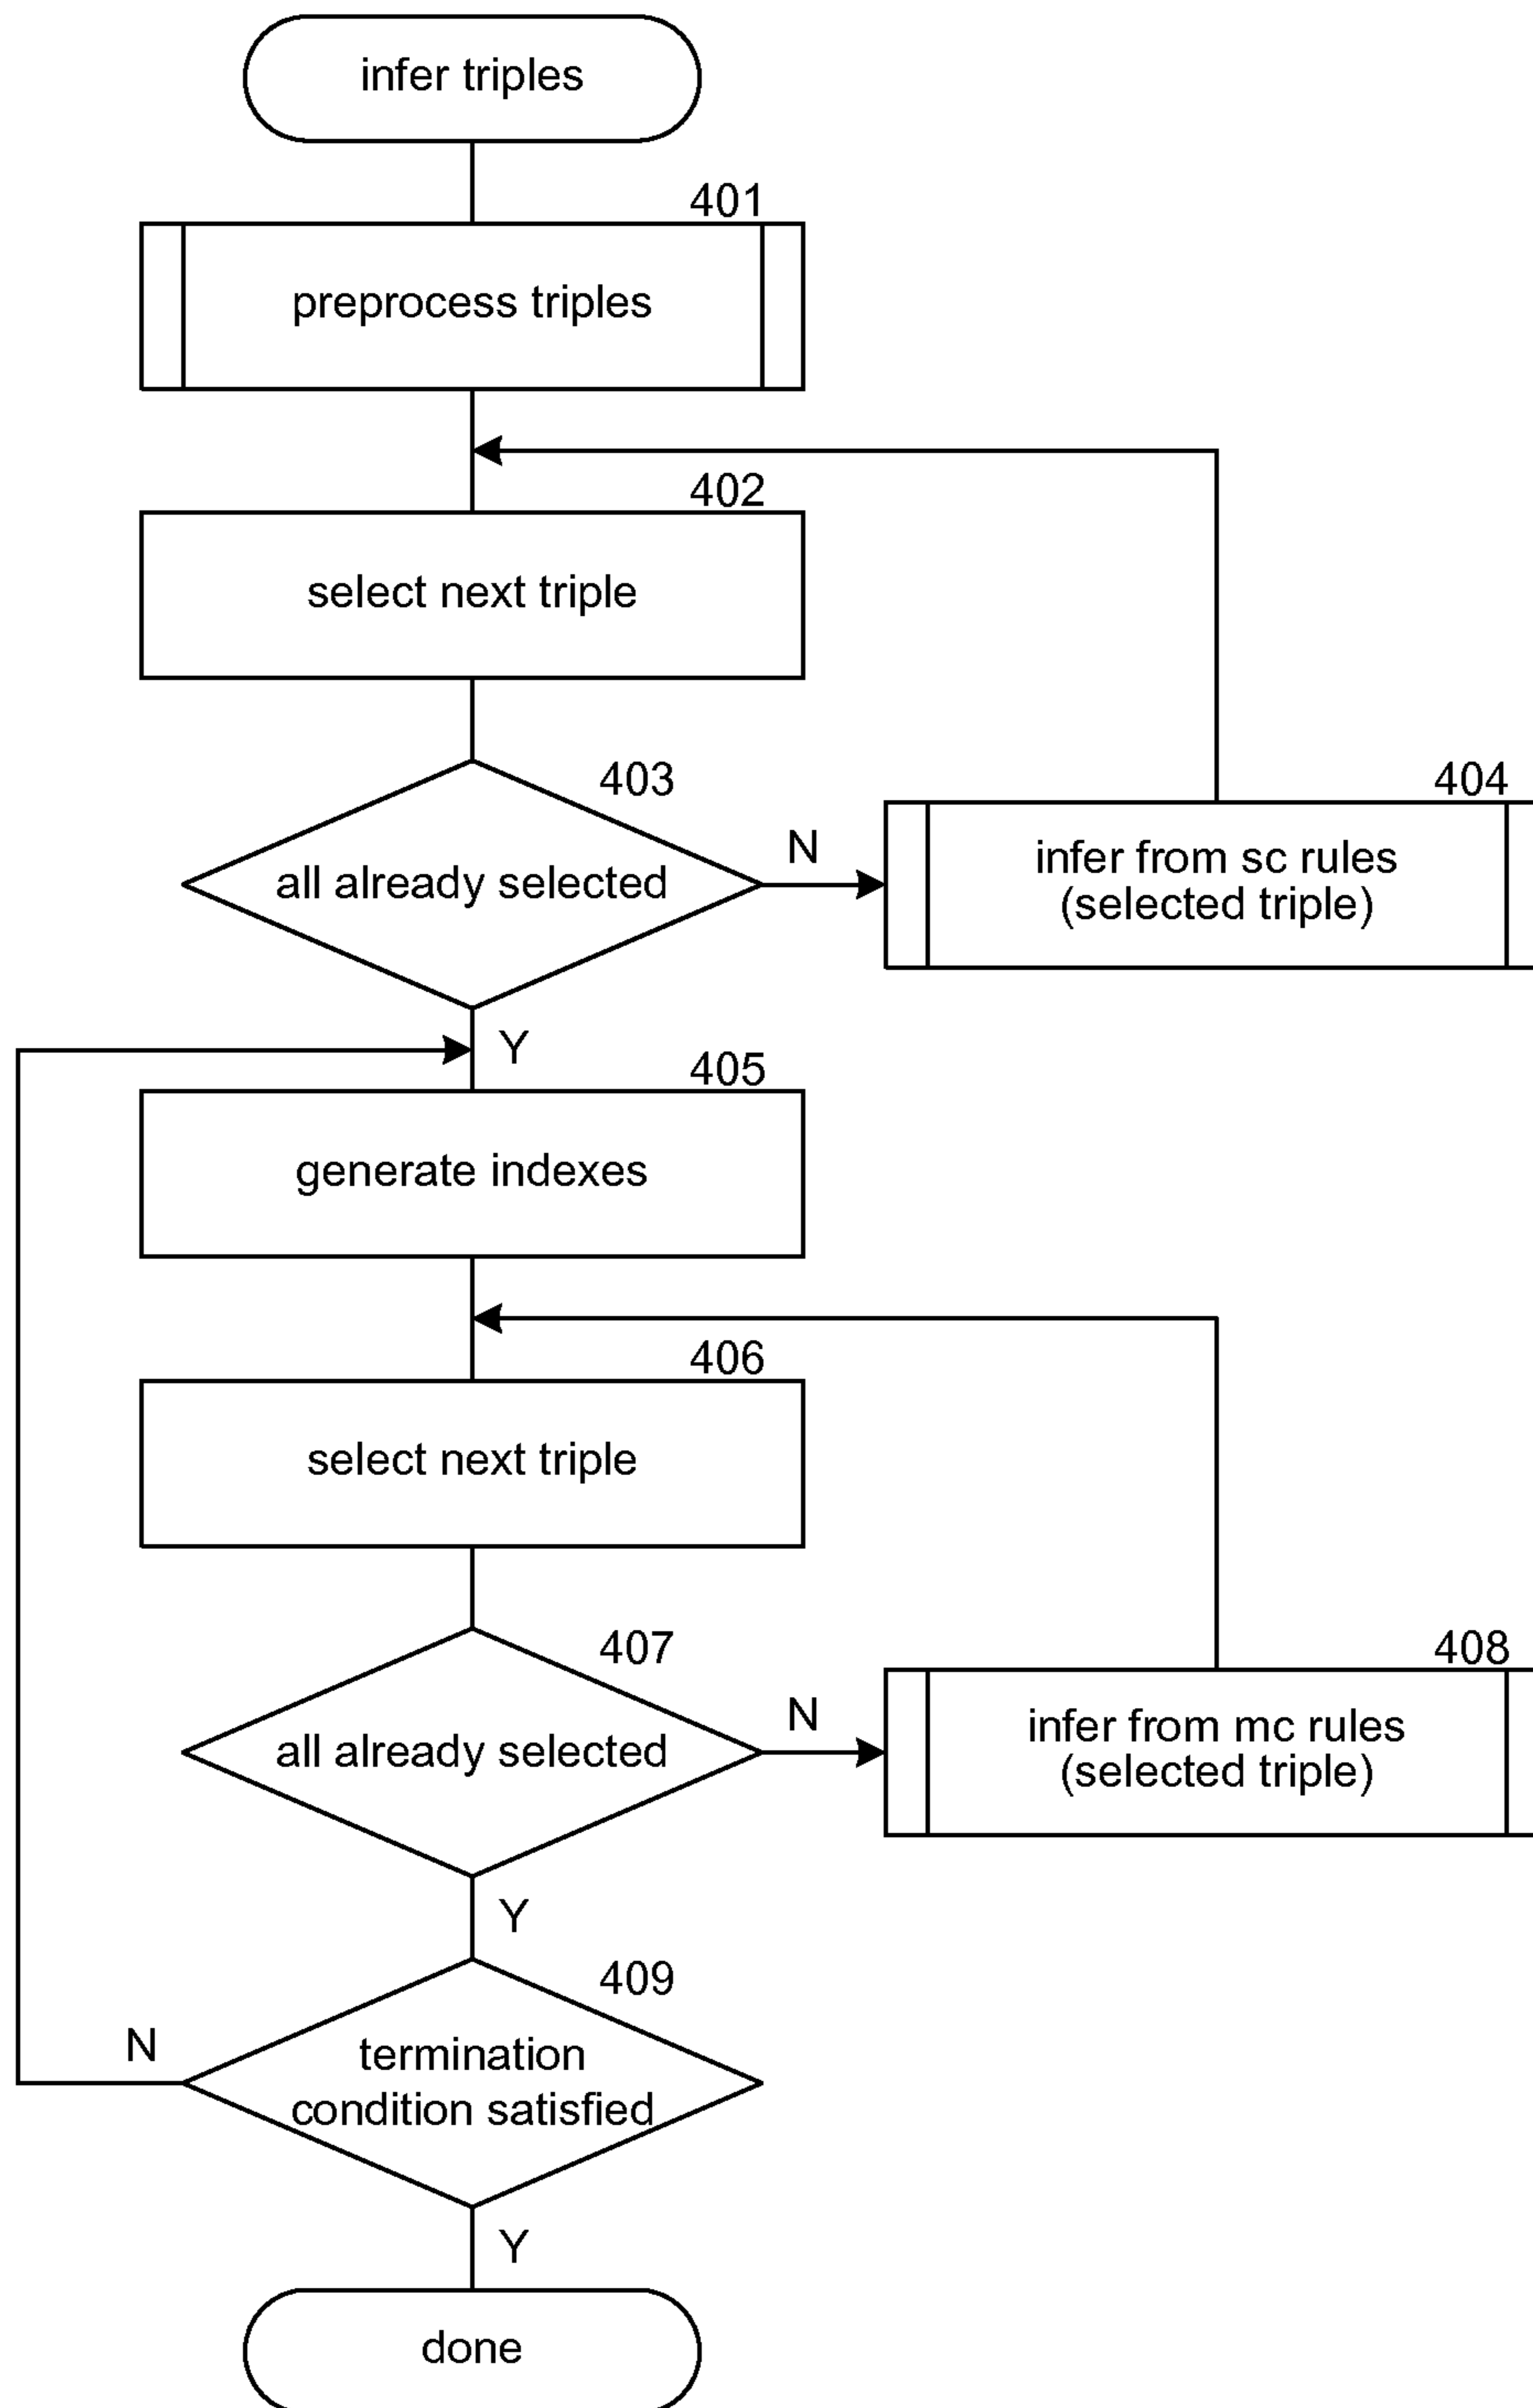 infer triples
401
preprocess triples
402
select next triple
403
all already selected
N
404
infer from sc rules
(selected triple)
Y
405
generate indexes
406
select next triple
407
all already selected
N
408
infer from mc rules
(selected triple)
Y
409
N
termination
condition satisfied
Y
done